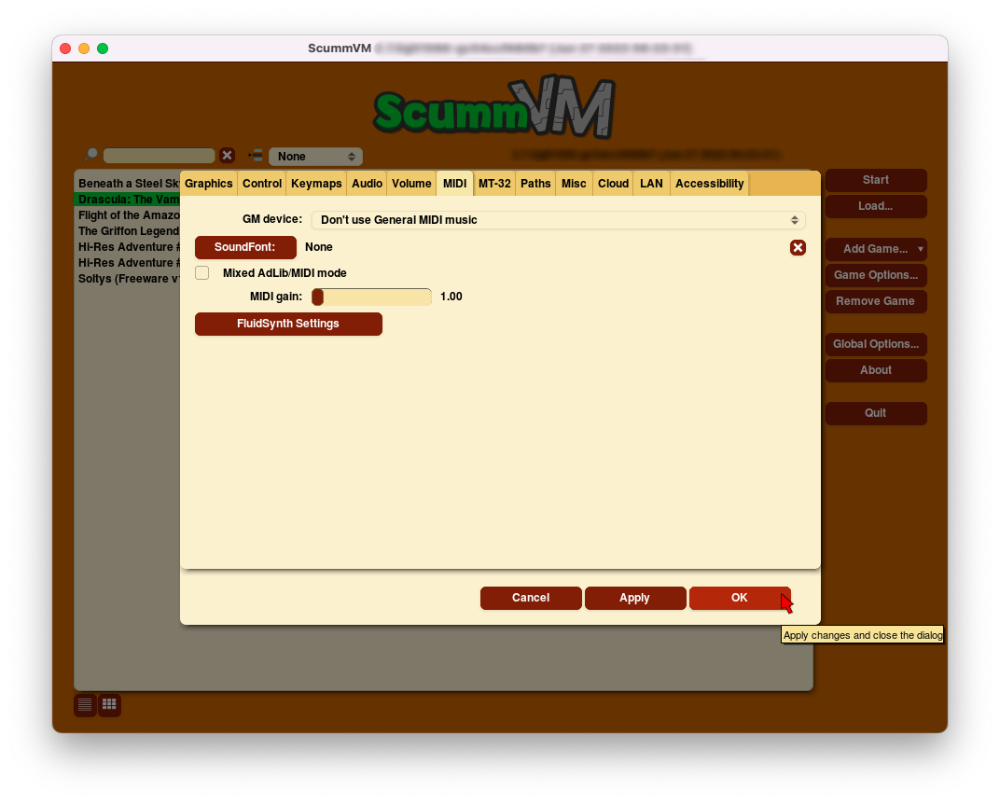 ScummVM
ScummVM
None
Graphics Control Keymaps Audio Volume MIDI MT-32 Paths Misc Cloud LAN Accessibility
Beneath a Steel Sk
Drascula: The Vam
Flight of the Amazo
The Griffon Legend
Hi-Res Adventure #
Hi-Res Adventure #
Soltys (Freeware v
GM device: Don't use General MIDI music
SoundFont: None
Mixed AdLib/MIDI mode
MIDI gain: 1.00
FluidSynth Settings
Cancel Apply OK
Apply changes and close the dialog
Start
Load...
Add Game...
Game Options...
Remove Game
Global Options...
About
Quit